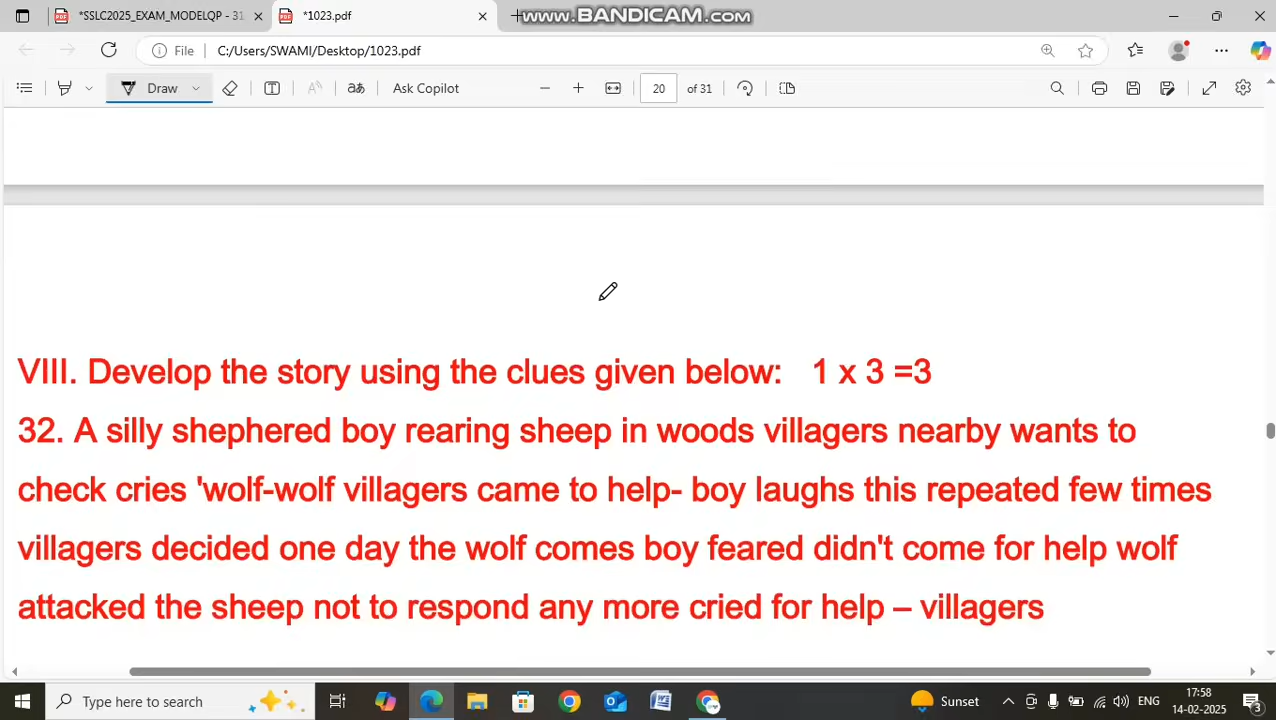 *SSLC2025_EXAM_MODELQP - 31
*1023.pdf
www.BANDICAM.com
File
C:/Users/SWAMI/Desktop/1023.pdf
Draw
Ask Copilot
20
of 31
VIII. Develop the story using the clues given below: 1 x 3 =3
32. A silly shephered boy rearing sheep in woods villagers nearby wants to
check cries 'wolf-wolf villagers came to help- boy laughs this repeated few times
villagers decided one day the wolf comes boy feared didn't come for help wolf
attacked the sheep not to respond any more cried for help – villagers
Type here to search
Sunset
ENG
17:58
14-02-2025
3